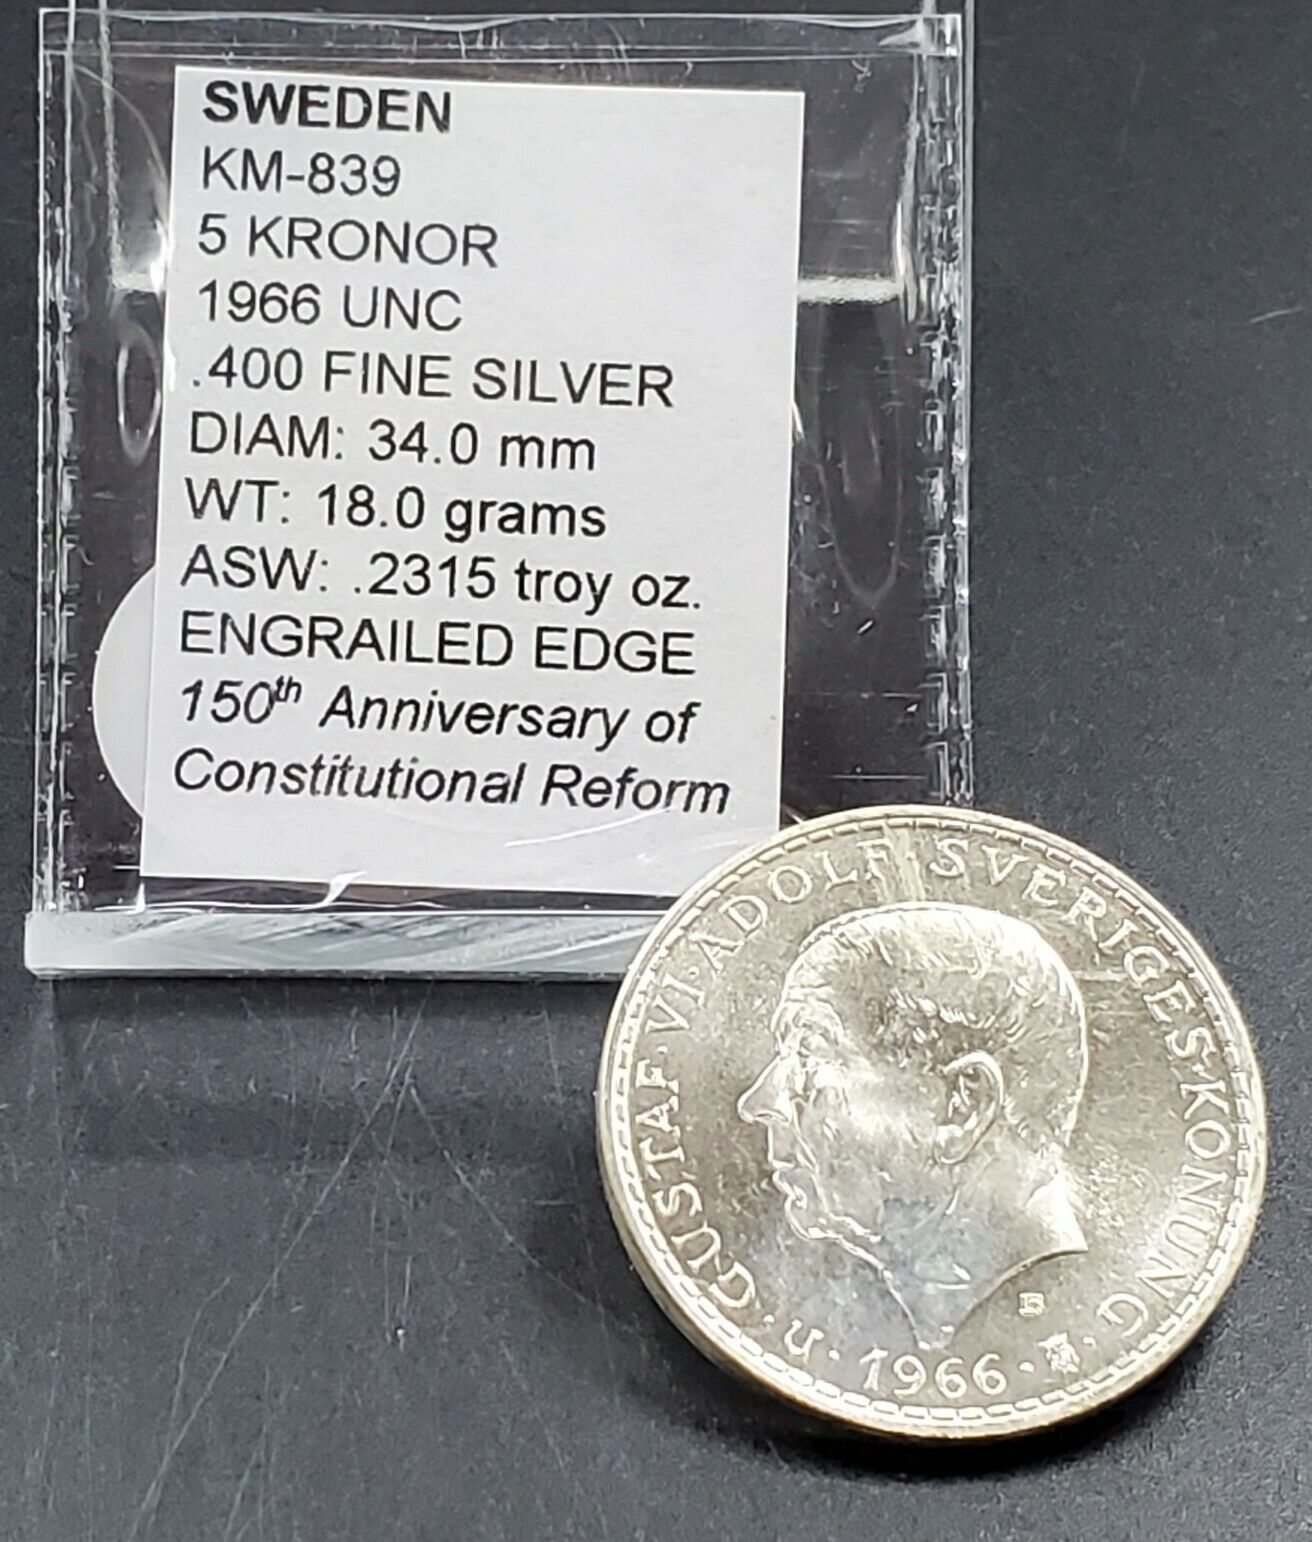 SWEDEN
KM-839
5 KRONOR
1966 UNC
.400 FINE SILVER
DIAM: 34.0 mm
WT: 18.0 grams
ASW: .2315 troy oz.
ENGRAILED EDGE
150th Anniversary of
Constitutional Reform
GUSTAF·VI·ADOLF·SVERIGES·KONUNG
u·1966·
B